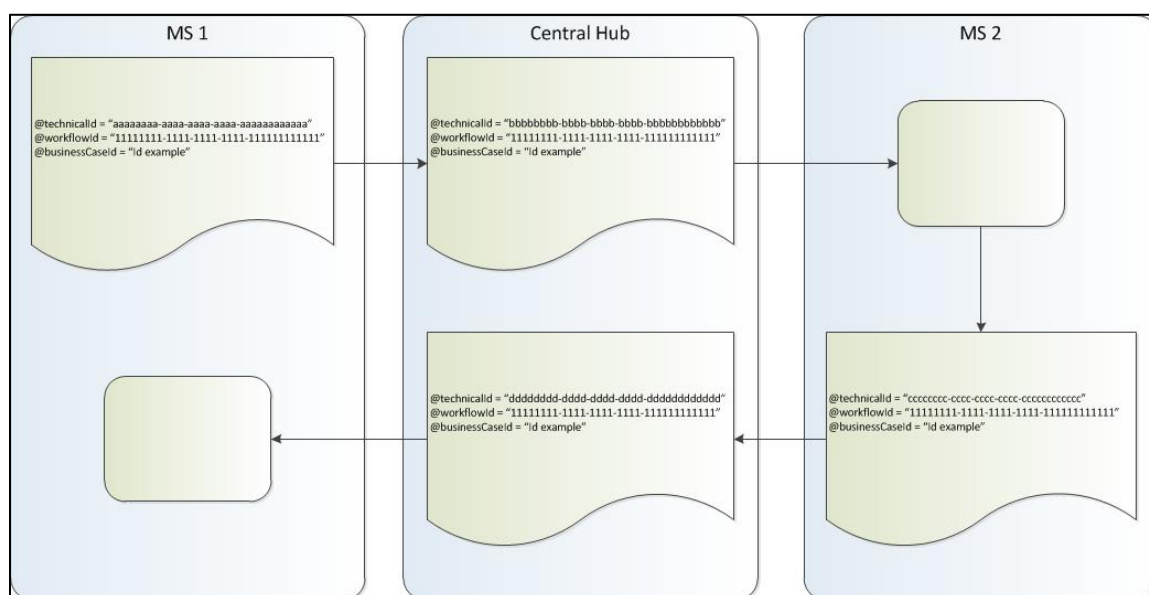 MS 1
Central Hub
MS 2
@technicalId = “aaaaaaaa-aaaa-aaaa-aaaa-aaaaaaaaaaaa”
@workflowId = “11111111-1111-1111-1111-111111111111”
@businessCaseId = “Id example”
@technicalId = “bbbbbbbb-bbbb-bbbb-bbbb-bbbbbbbbbbbb”
@workflowId = “11111111-1111-1111-1111-111111111111”
@businessCaseId = “Id example”
@technicalId = “dddddddd-dddd-dddd-dddd-dddddddddddd”
@workflowId = “11111111-1111-1111-1111-111111111111”
@businessCaseId = “Id example”
@technicalId = “cccccccc-cccc-cccc-cccc-cccccccccccc”
@workflowId = “11111111-1111-1111-1111-111111111111”
@businessCaseId = “Id example”